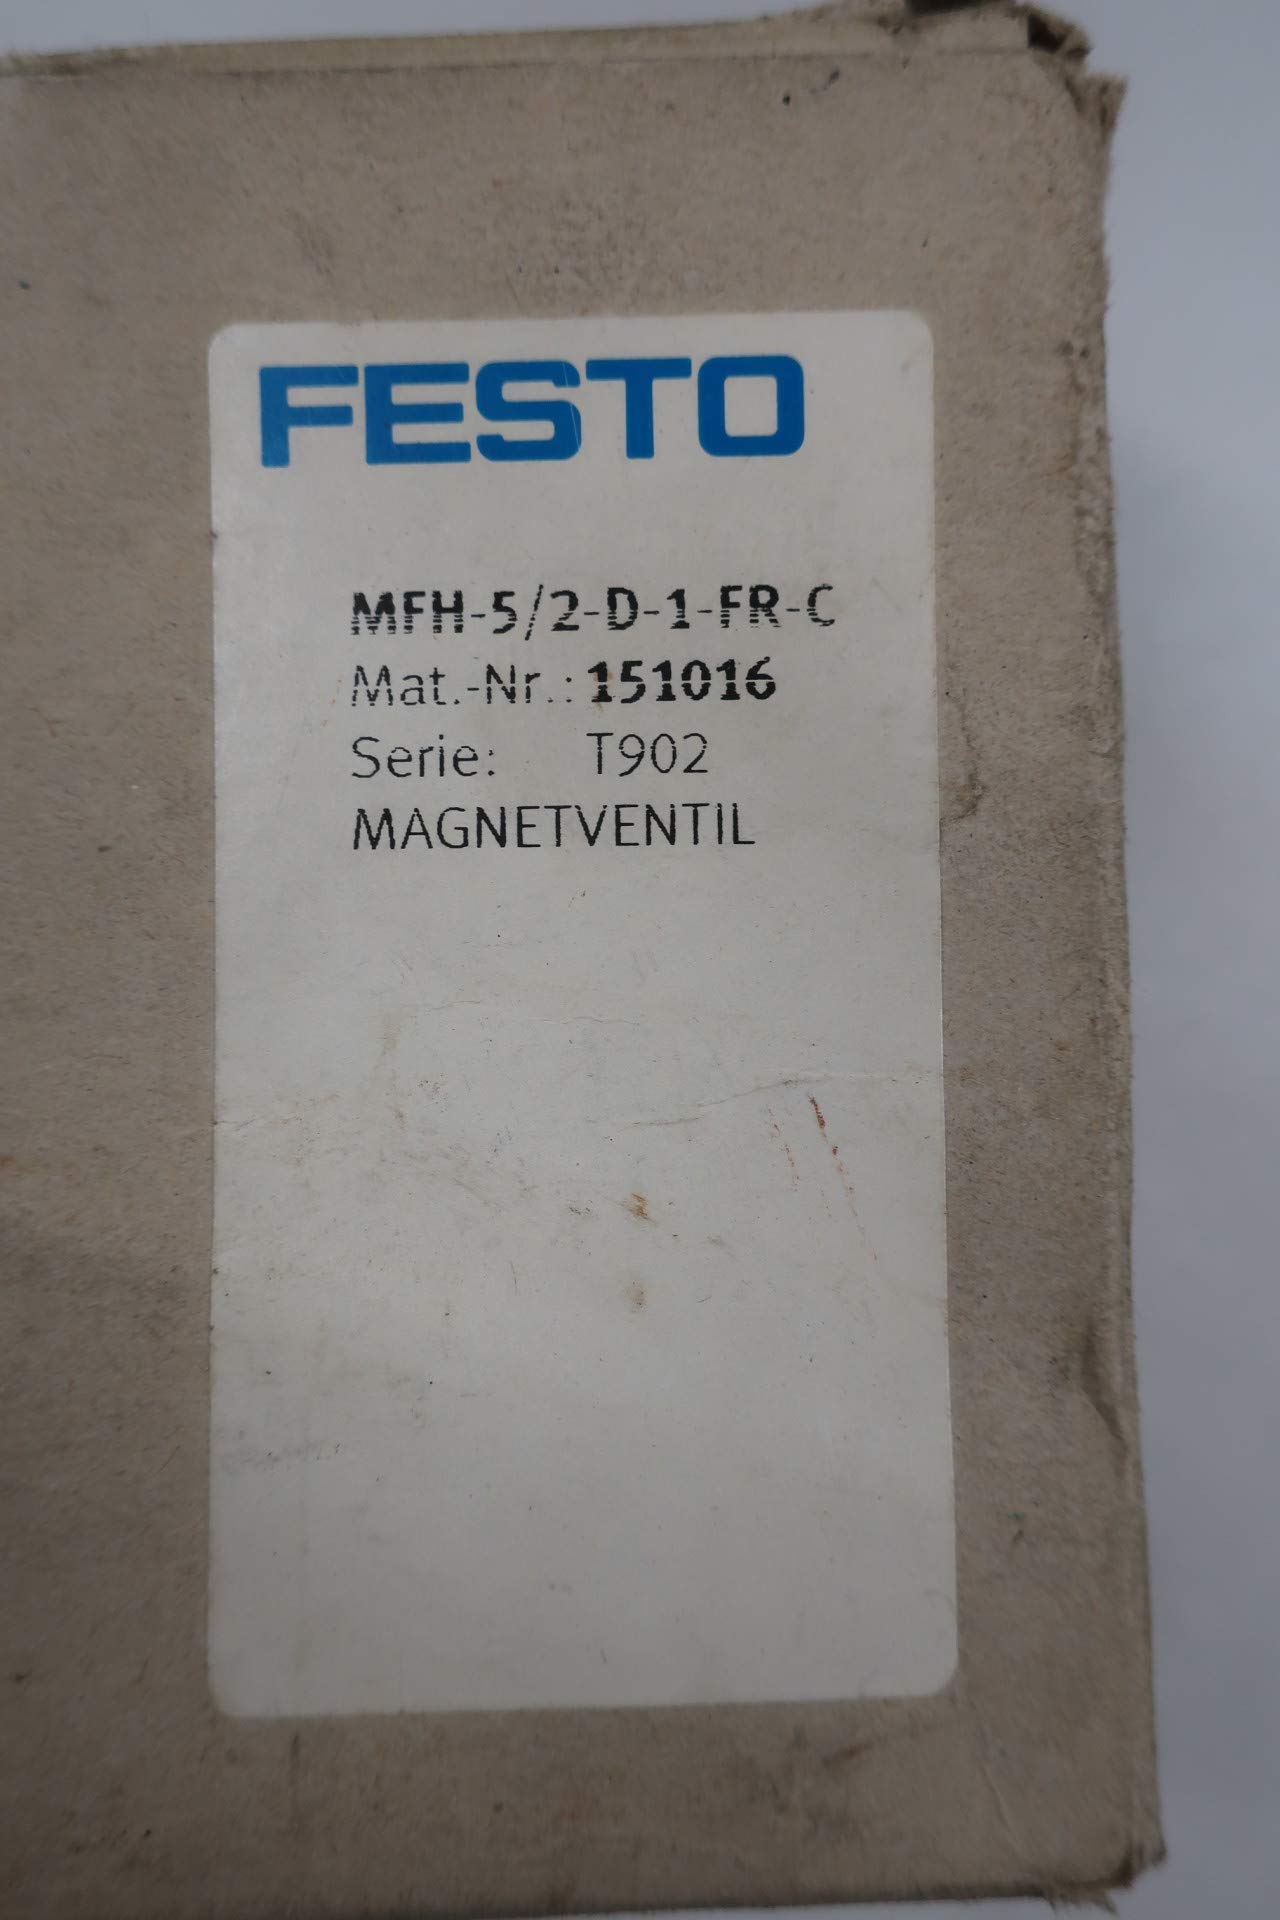 FESTO
MFH-5/2-D-1-FR-C
Mat.-Nr.: 151016
Serie: T902
MAGNETVENTIL